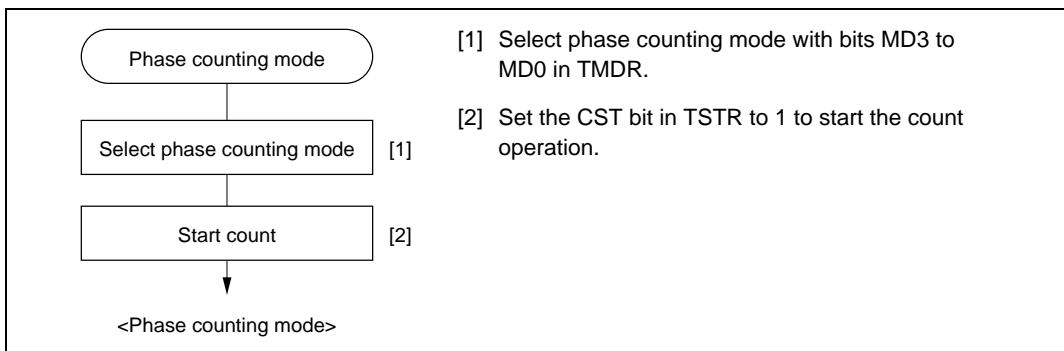 Phase counting mode
Select phase counting mode [1]
Start count [2]
<Phase counting mode>
[1] Select phase counting mode with bits MD3 to
MD0 in TMDR.
[2] Set the CST bit in TSTR to 1 to start the count
operation.